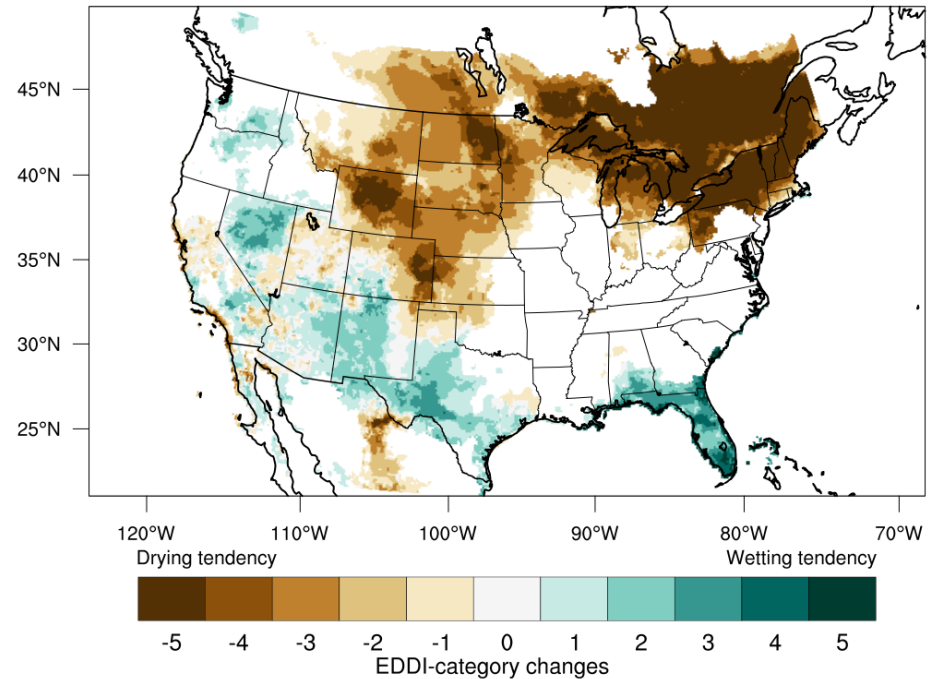 45°N
40°N
35°N
30°N
25°N
120°W 110°W 100°W 90°W 80°W 70°W
Drying tendency Wetting tendency
-5 -4 -3 -2 -1 0 1 2 3 4 5
EDDI-category changes